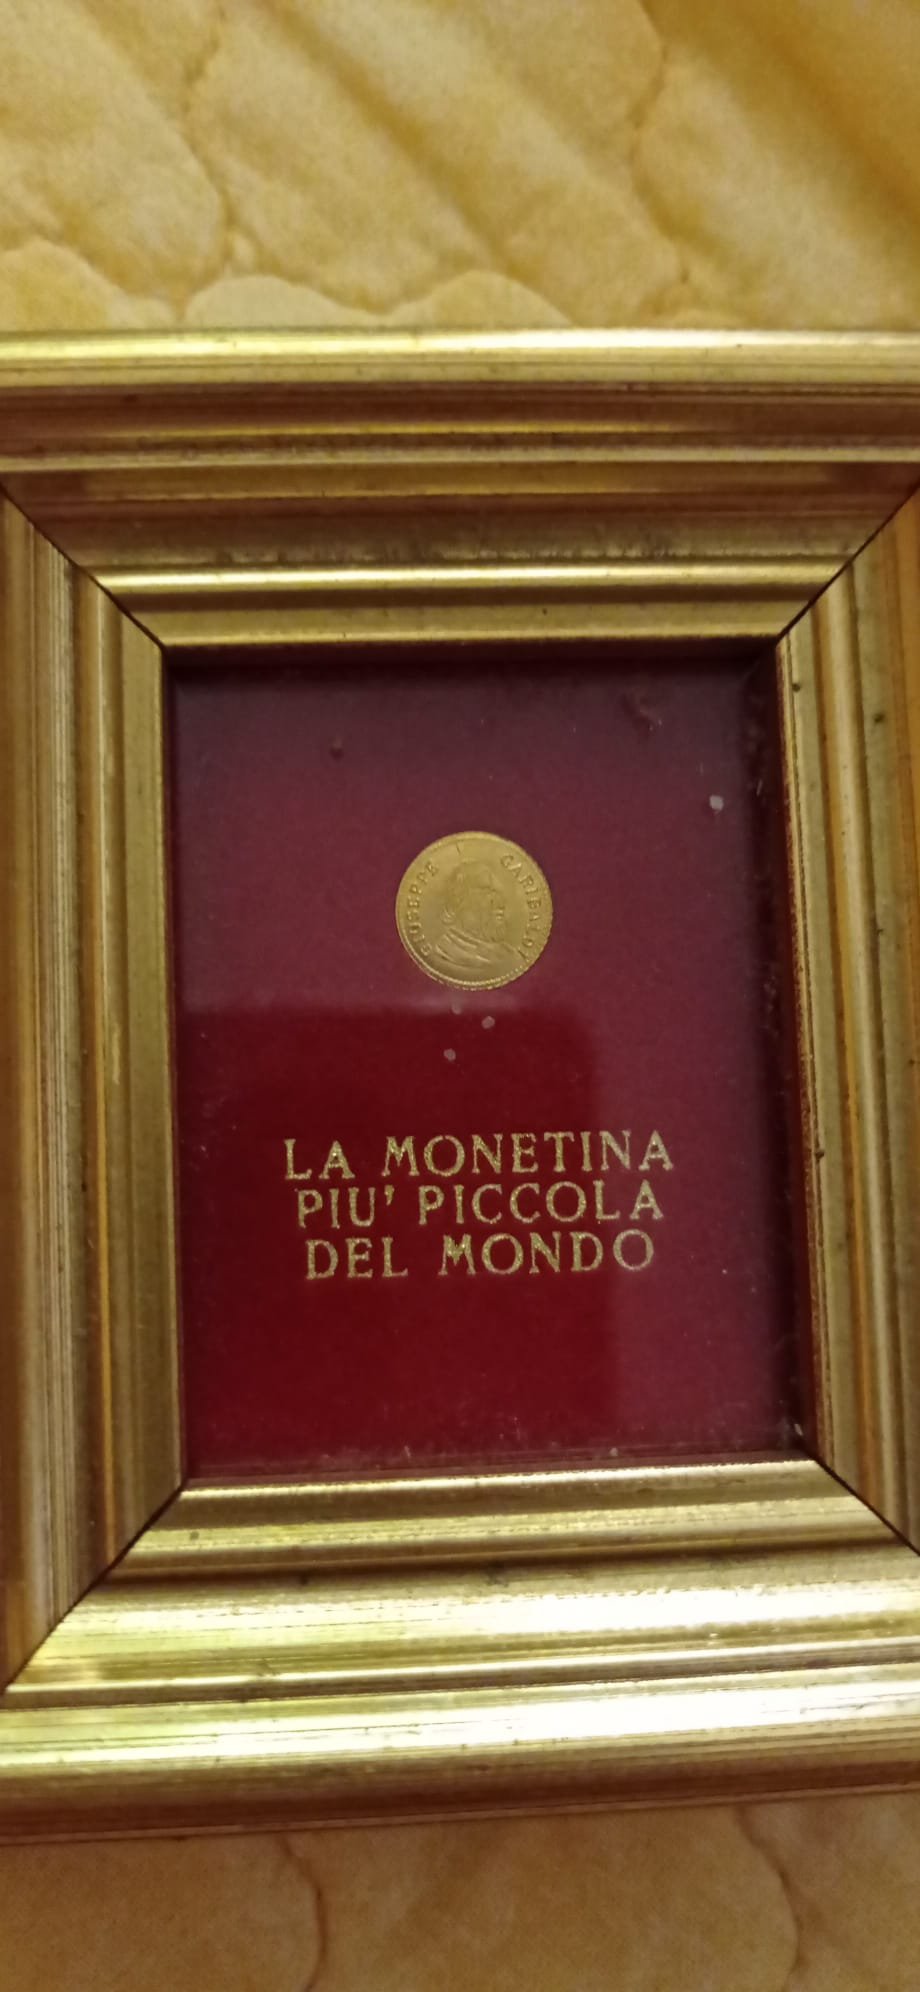 GIUSEPPE GARIBALDI
LA MONETINA
PIU' PICCOLA
DEL MONDO